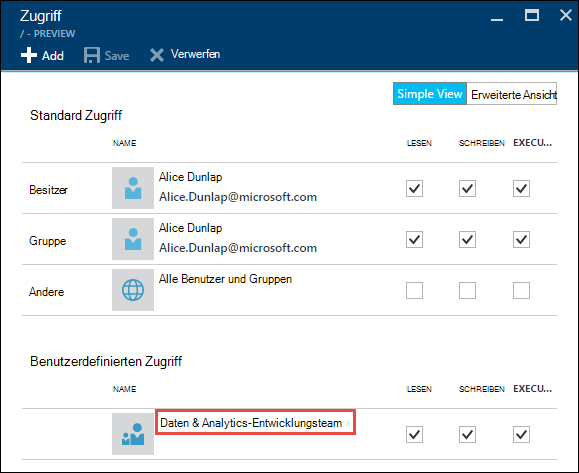 Zugriff
/ - PREVIEW
Add Save Verwerfen
Simple View Erweiterte Ansicht
Standard Zugriff
NAME LESEN SCHREIBEN EXECU...
Besitzer Alice Dunlap
Alice.Dunlap@microsoft.com
Gruppe Alice Dunlap
Alice.Dunlap@microsoft.com
Andere Alle Benutzer und Gruppen
Benutzerdefinierten Zugriff
NAME LESEN SCHREIBEN EXECU...
Daten & Analytics-Entwicklungsteam